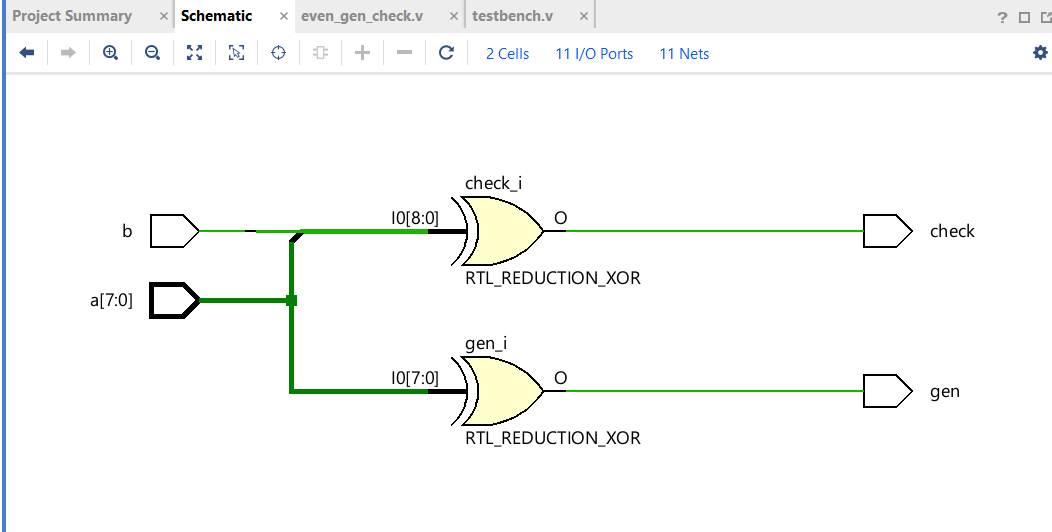 Project Summary × Schematic × even_gen_check.v × testbench.v × ?
2 Cells 11 I/O Ports 11 Nets
check_i
b I0[8:0] O check
RTL_REDUCTION_XOR
a[7:0]
gen_i
I0[7:0] O gen
RTL_REDUCTION_XOR